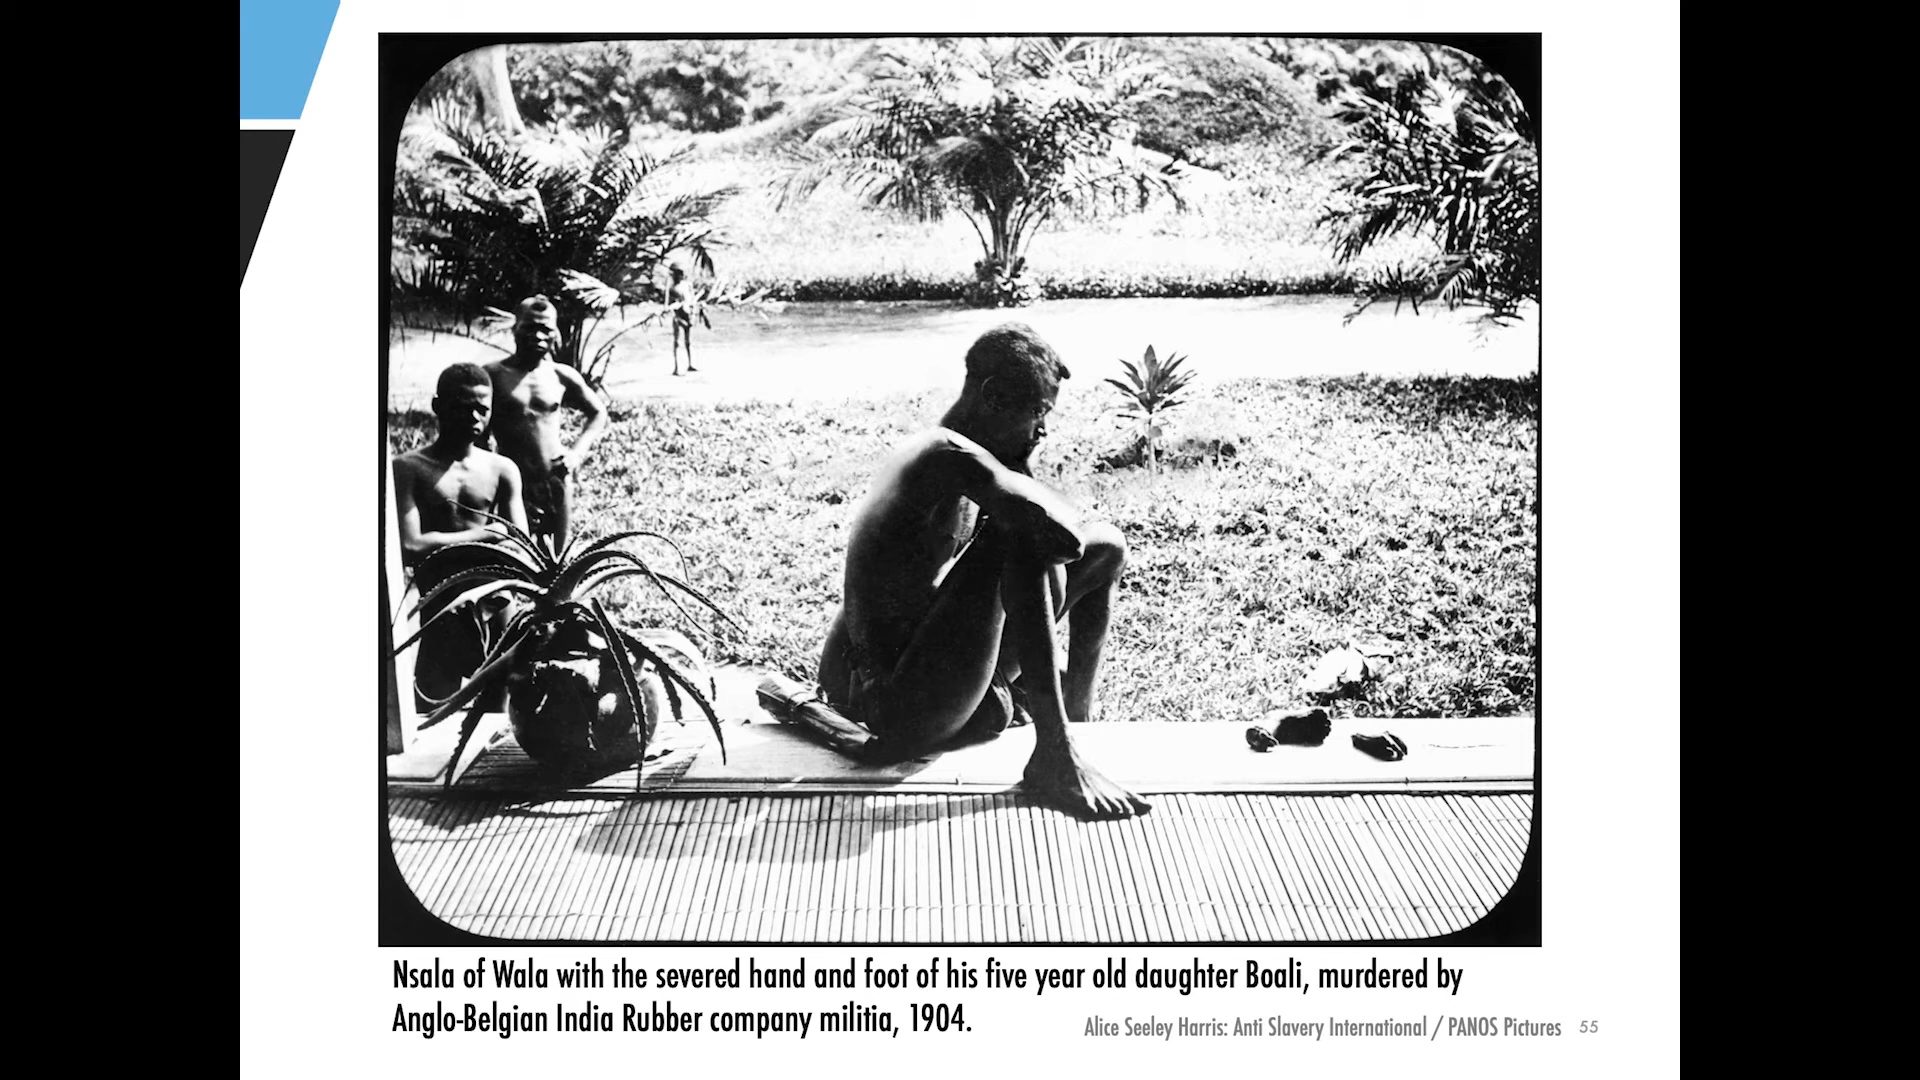 Nsala of Wala with the severed hand and foot of his five year old daughter Boali, murdered by
Anglo-Belgian India Rubber company militia, 1904.
Alice Seeley Harris: Anti Slavery International / PANOS Pictures
55